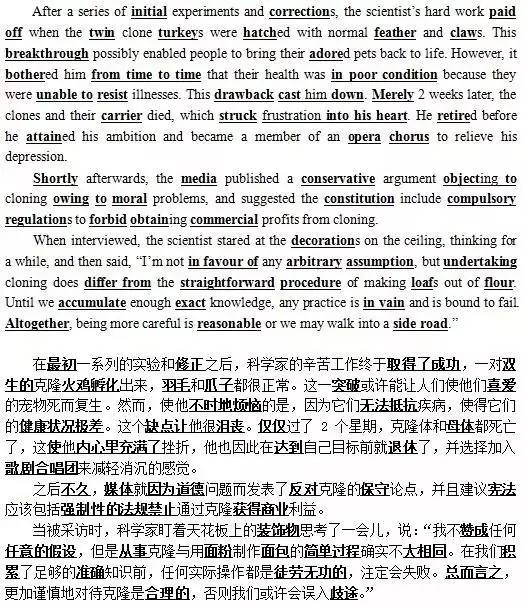 After a series of initial experiments and corrections, the scientist's hard work paid
off when the twin clone turkeys were hatched with normal feather and claws. This
breakthrough possibly enabled people to bring their adored pets back to life. However, it
bothered him from time to time that their health was in poor condition because they
were unable to resist illnesses. This drawback cast him down. Merely 2 weeks later, the
clones and their carrier died, which struck frustration into his heart. He retired before
he attained his ambition and became a member of an opera chorus to relieve his
depression.
Shortly afterwards, the media published a conservative argument objecting to
cloning owing to moral problems, and suggested the constitution include compulsory
regulations to forbid obtaining commercial profits from cloning.
When interviewed, the scientist stared at the decorations on the ceiling, thinking for
a while, and then said, “I'm not in favour of any arbitrary assumption, but undertaking
cloning does differ from the straightforward procedure of making loafs out of flour.
Until we accumulate enough exact knowledge, any practice is in vain and is bound to fail.
Altogether, being more careful is reasonable or we may walk into a side road.”
在最初一系列的实验和修正之后，科学家的辛苦工作终于取得了成功，一对双
生的克隆火鸡孵化出来，羽毛和爪子都很正常。这一突破或许能让人们使他们喜爱
的宠物死而复生。然而，使他不时地烦恼的是，因为它们无法抵抗疾病，使得它们
的健康状况报差。这个缺点让他很沮丧。仅仅过了 2 个星期，克隆体和母体都死亡
了，这使他内心里充满了挫折，他也因此在达到自己目标前就退休了，并选择加入
歌剧合唱团来减轻消沉的感觉。
之后不久，媒体就因为道德问题而发表了反对克隆的保守论点，并且建议宪法
应该包括强制性的法规禁止通过克隆获得商业利益。
当被采访时，科学家盯着天花板上的装饰物思考了一会儿，说：“我不赞成任何
任意的假设，但是从事克隆与用面粉制作面包的简单过程确实不大相同。在我们积
累了足够的准确知识前，任何实际操作都是徒劳无功的，注定会失败。总而言之，
更加谨慎地对待克隆是合理的，否则我们或许会误入歧途。”